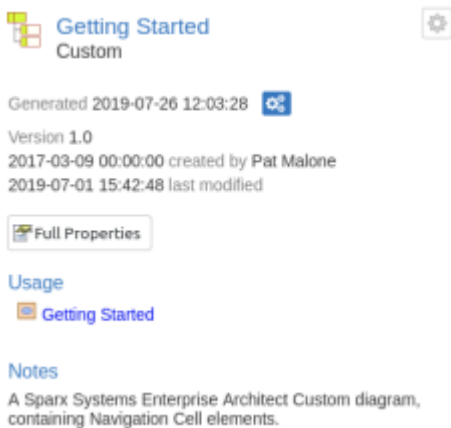 Getting Started
Custom
Generated 2019-07-26 12:03:28
Version 1.0
2017-03-09 00:00:00 created by Pat Malone
2019-07-01 15:42:48 last modified
Full Properties
Usage
Getting Started
Notes
A Sparx Systems Enterprise Architect Custom diagram,
containing Navigation Cell elements.